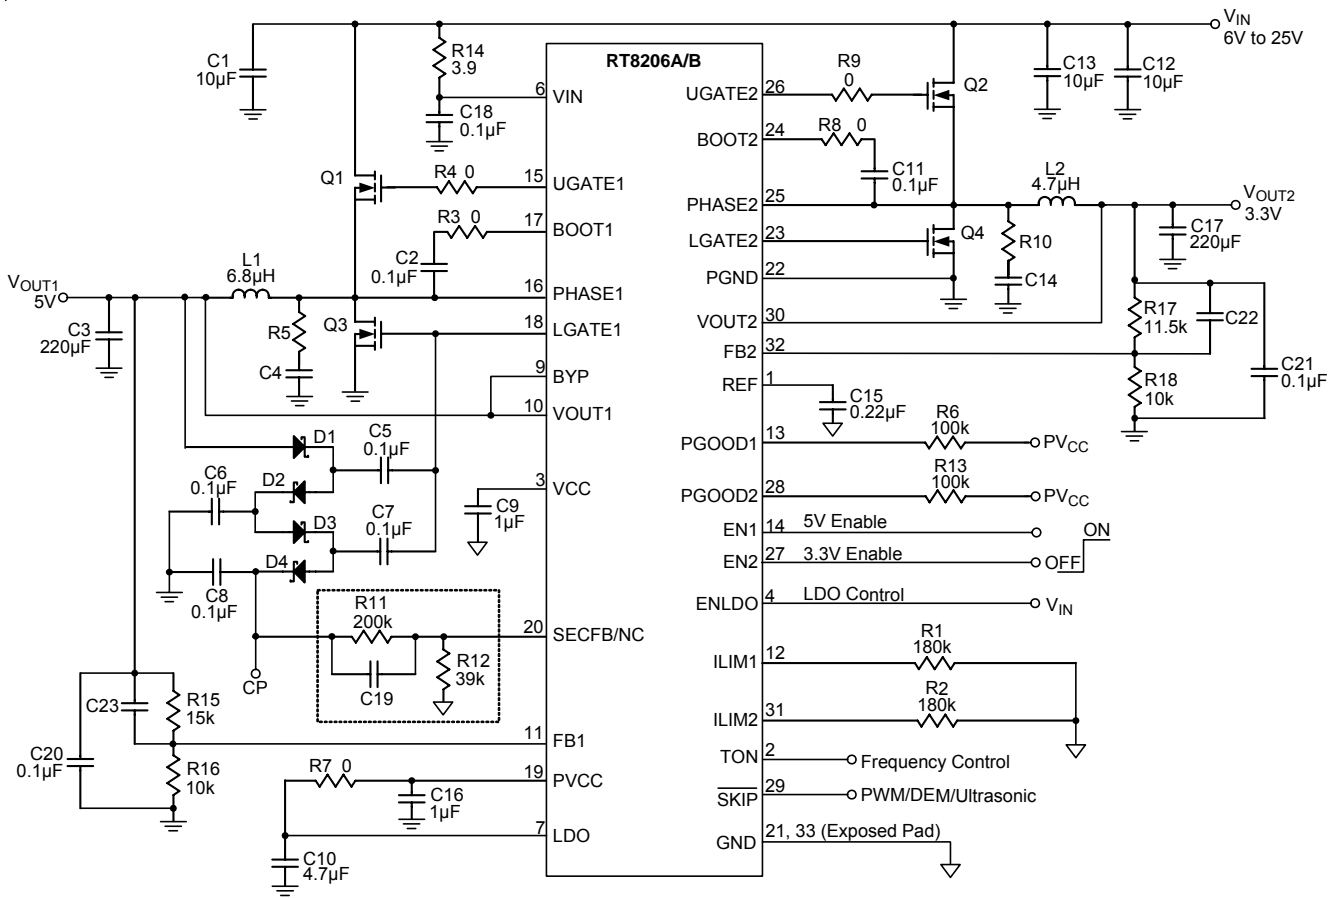 RT8206A/B
VIN
6V to 25V
C1
10µF
R14
3.9
C18
0.1µF
6
VIN
Q1
R4 0
15
UGATE1
R3 0
17
BOOT1
C2
0.1µF
L1
6.8µH
VOUT1
5V
16
PHASE1
C3
220µF
R5
C4
Q3
18
LGATE1
9
BYP
10
VOUT1
D1
C5
0.1µF
D2
C6
0.1µF
D3
C7
0.1µF
D4
C8
0.1µF
3
VCC
C9
1µF
R11
200k
C19
R12
39k
20
SECFB/NC
CP
C23
R15
15k
C20
0.1µF
R16
10k
11
FB1
R7 0
19
PVCC
C16
1µF
7
LDO
C10
4.7µF
UGATE2
26
R9
0
Q2
C13
10µF
C12
10µF
BOOT2
24
R8 0
C11
0.1µF
PHASE2
25
L2
4.7µH
VOUT2
3.3V
LGATE2
23
Q4
R10
C14
C17
220µF
PGND
22
VOUT2
30
R17
11.5k
C22
FB2
32
R18
10k
C21
0.1µF
REF
1
C15
0.22µF
PGOOD1
13
R6
100k
PVCC
PGOOD2
28
R13
100k
PVCC
EN1
14
5V Enable
ON
EN2
27
3.3V Enable
OFF
ENLDO
4
LDO Control
VIN
ILIM1
12
R1
180k
ILIM2
31
R2
180k
TON
2
Frequency Control
SKIP
29
PWM/DEM/Ultrasonic
GND
21, 33 (Exposed Pad)